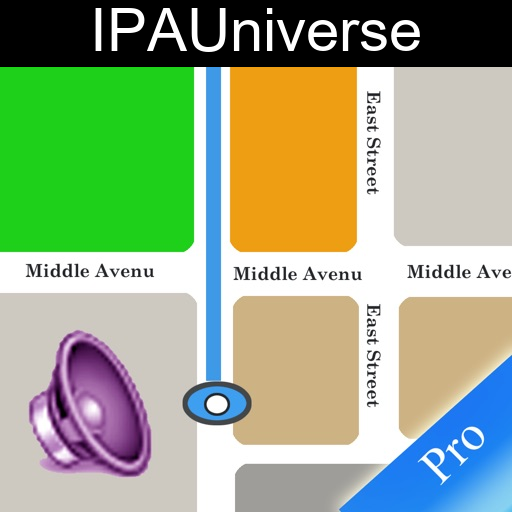 IPAUniverse
East Street
Middle Avenu
Middle Avenu
Middle Ave
East Street
Pro